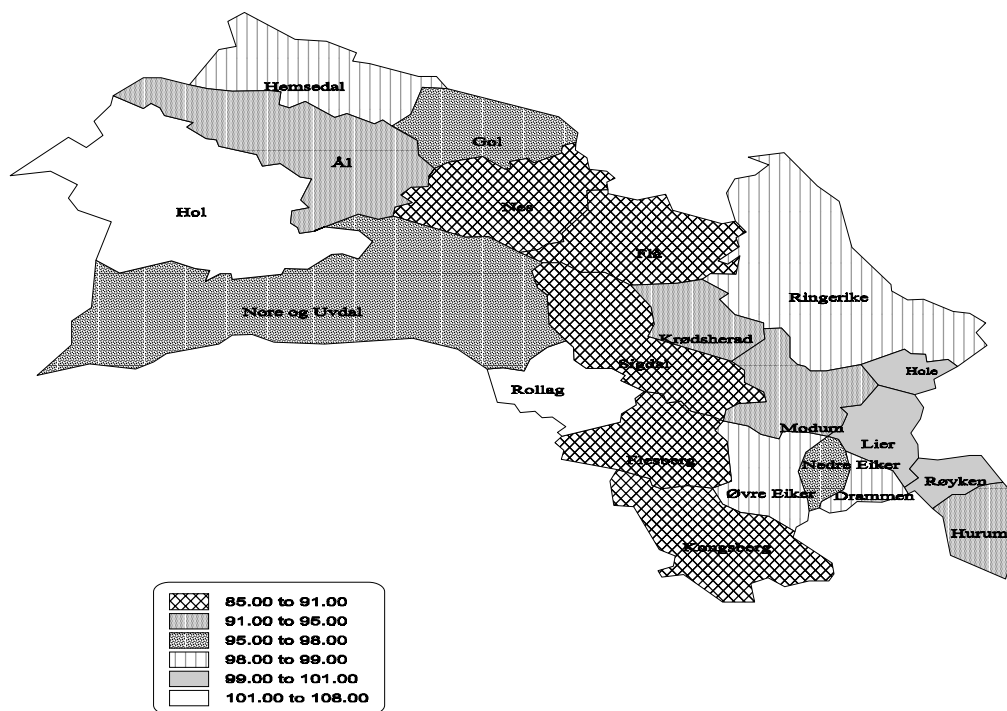 Hemsedal
Gol
Ål
Nes
Hol
Flå
Ringerike
Nore og Uvdal
Krødsherad
Sigdal
Hole
Rollag
Modum
Lier
Flesberg
Nedre Eiker
Røyken
Øvre Eiker
Drammen
Hurum
Kongsberg
85.00 to 91.00
91.00 to 95.00
95.00 to 98.00
98.00 to 99.00
99.00 to 101.00
101.00 to 108.00